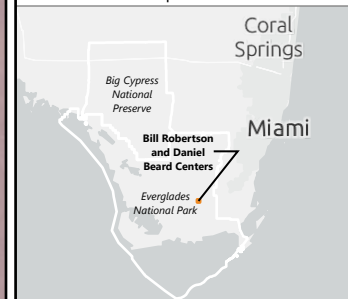 Coral
Springs
Big Cypress
National
Preserve
Bill Robertson
and Daniel
Beard Centers
Miami
Everglades
National Park